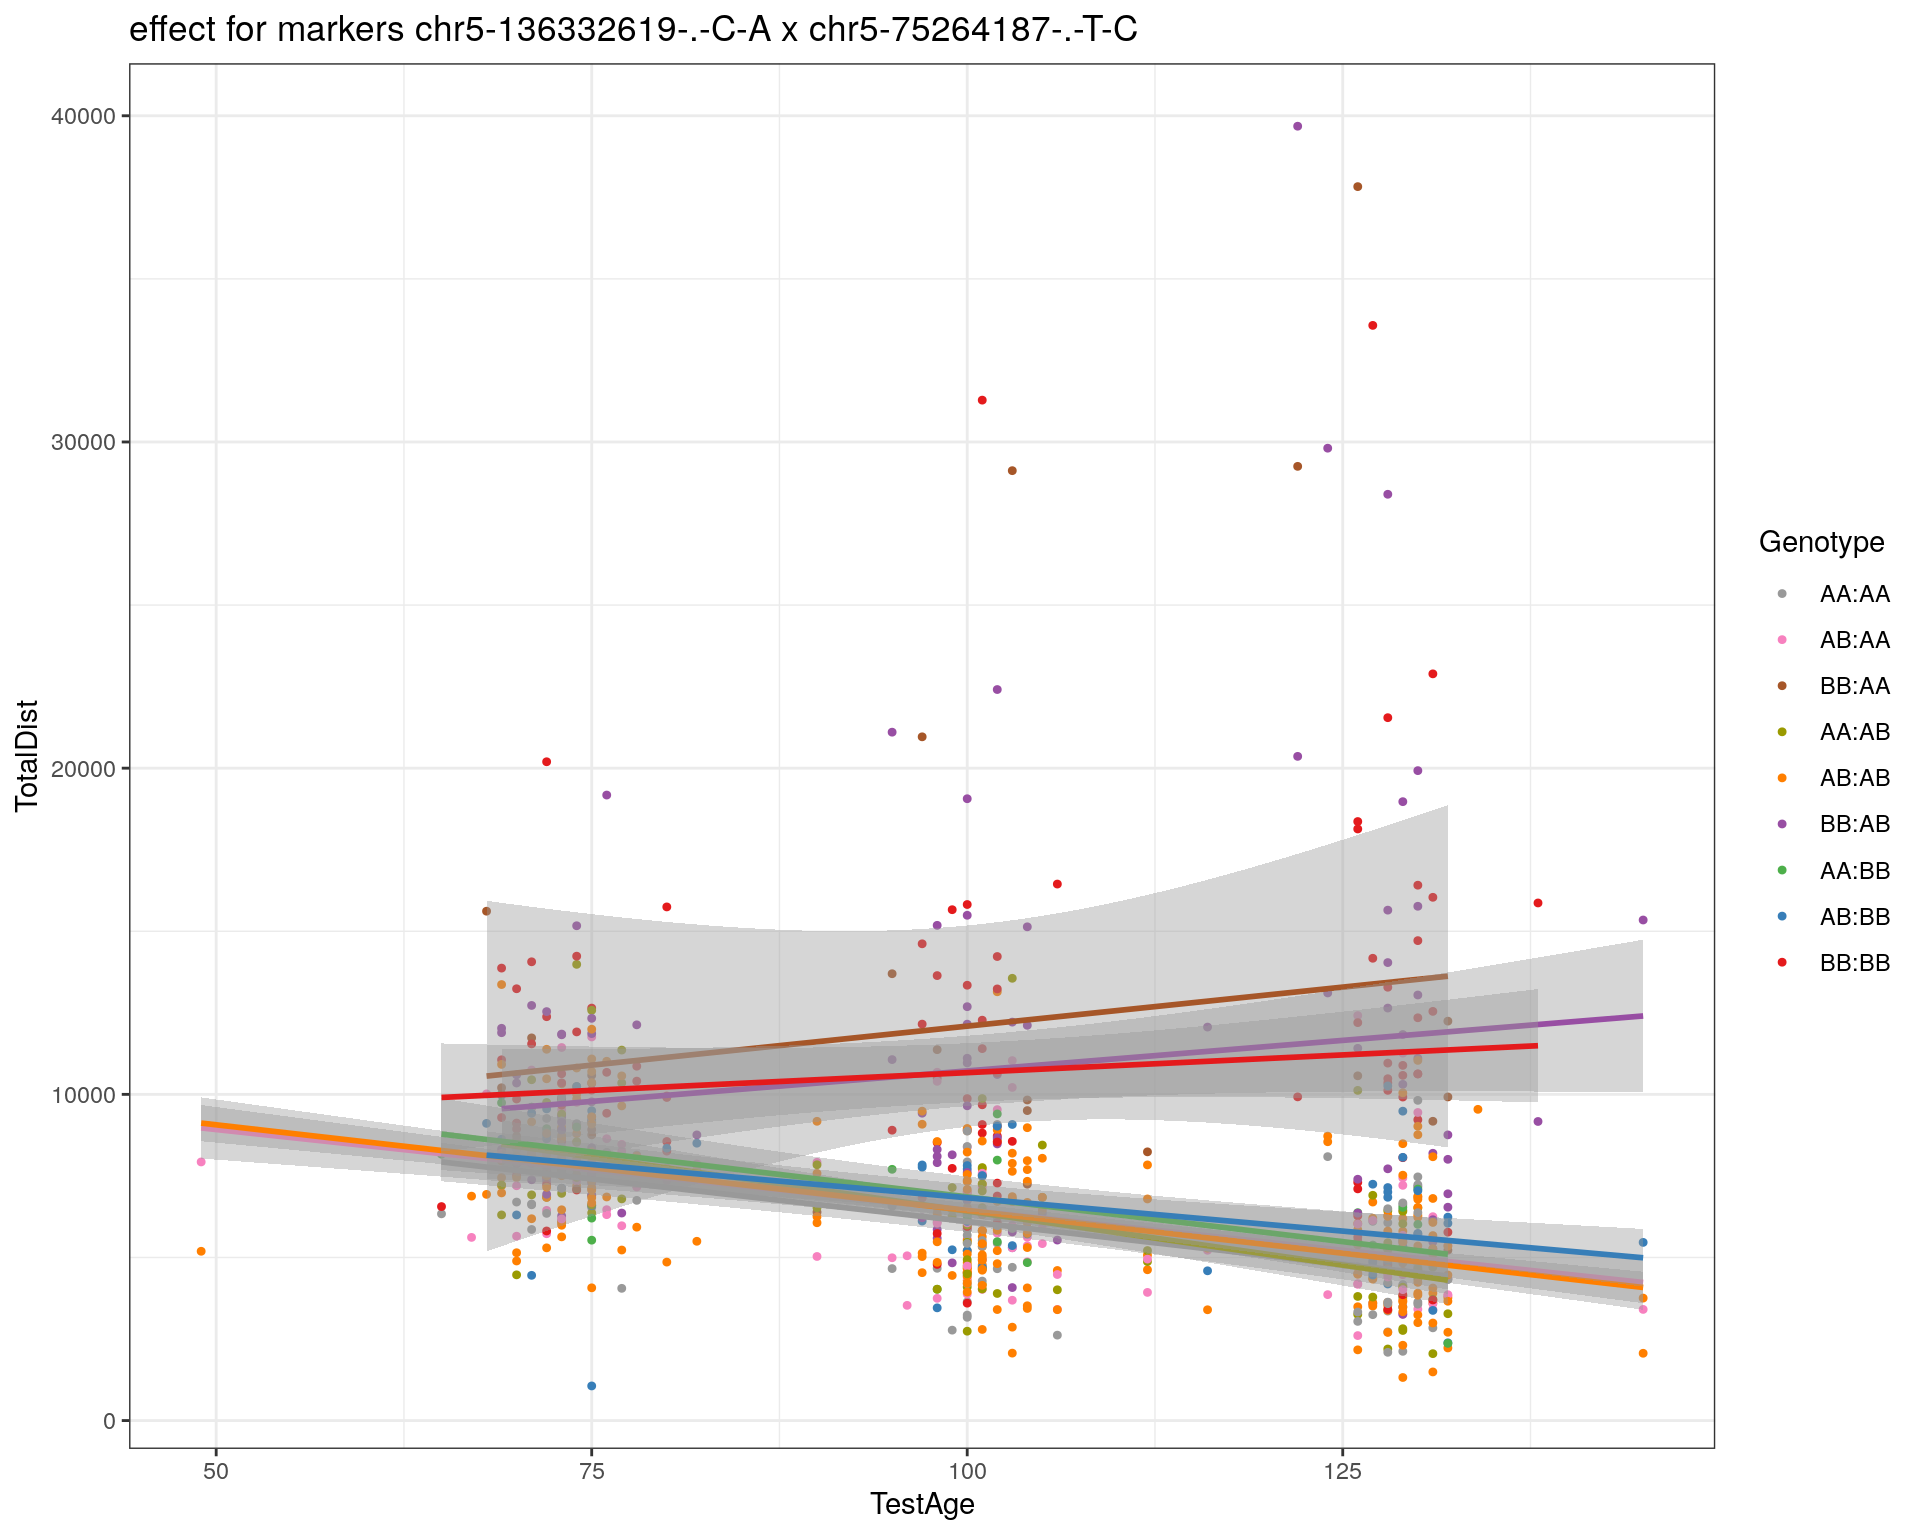 effect for markers chr5-136332619-.-C-A x chr5-75264187-.-T-C
40000
30000
20000
10000
0
TotalDist
50
75
100
125
TestAge
Genotype
AA:AA
AB:AA
BB:AA
AA:AB
AB:AB
BB:AB
AA:BB
AB:BB
BB:BB